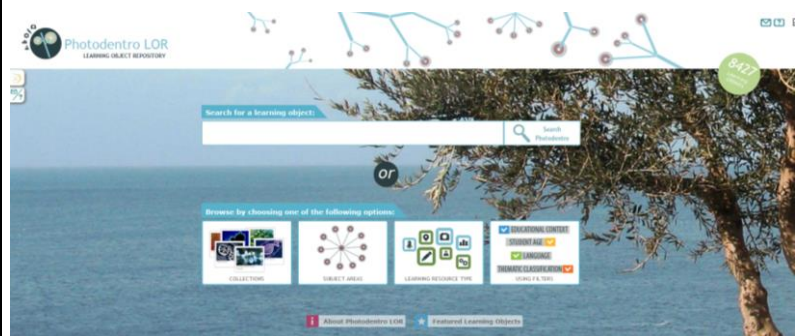 Photodentro LOR
LEARNING OBJECT REPOSITORY
8427
Search for a learning object:
Search
Photodentro
or
Browse by choosing one of the following options:
COLLECTIONS
SUBJECT AREAS
LEARNING RESOURCE TYPE
EDUCATIONAL CONTEXT
STUDENT AGE
LANGUAGE
THEMATIC CLASSIFICATION
USING FILTERS
i About Photodentro LOR
Featured Learning Objects